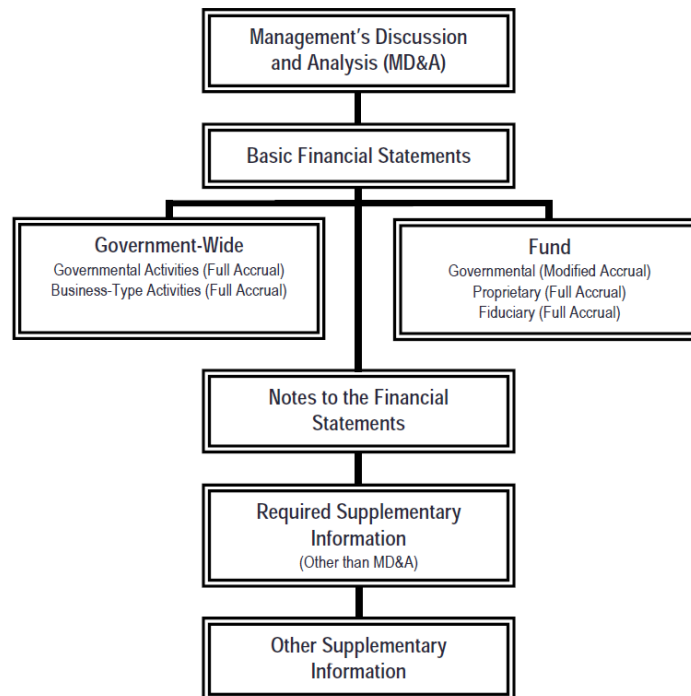 Management's Discussion
and Analysis (MD&A)
Basic Financial Statements
Government-Wide
Governmental Activities (Full Accrual)
Business-Type Activities (Full Accrual)
Fund
Governmental (Modified Accrual)
Proprietary (Full Accrual)
Fiduciary (Full Accrual)
Notes to the Financial
Statements
Required Supplementary
Information
(Other than MD&A)
Other Supplementary
Information